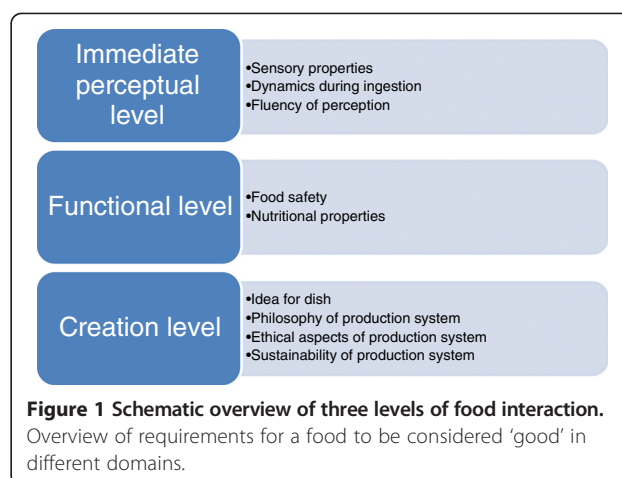 Immediate
perceptual
level
•Sensory properties
•Dynamics during ingestion
•Fluency of perception
Functional level
•Food safety
•Nutritional properties
Creation level
•Idea for dish
•Philosophy of production system
•Ethical aspects of production system
•Sustainability of production system
Figure 1 Schematic overview of three levels of food interaction.
Overview of requirements for a food to be considered ‘good’ in
different domains.